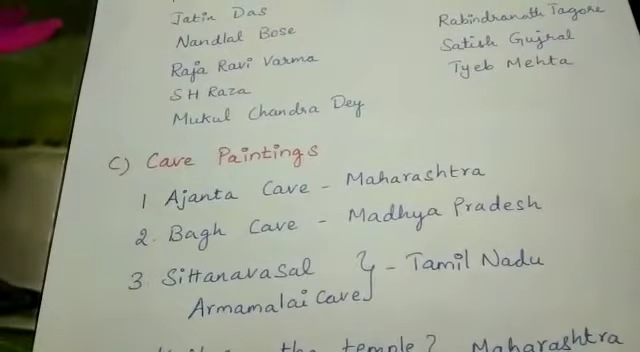 Jatin Das
Nandlal Bose
Raja Ravi Varma
SH Raza
Mukul Chandra Dey
Rabindranath Tagore
Satish Gujral
Tyeb Mehta
C) Cave Paintings
1 Ajanta Cave - Maharashtra
2. Bagh Cave - Madhya Pradesh
3 Sittanavasal } - Tamil Nadu
Armamalai Cave
the temple? Maharashtra